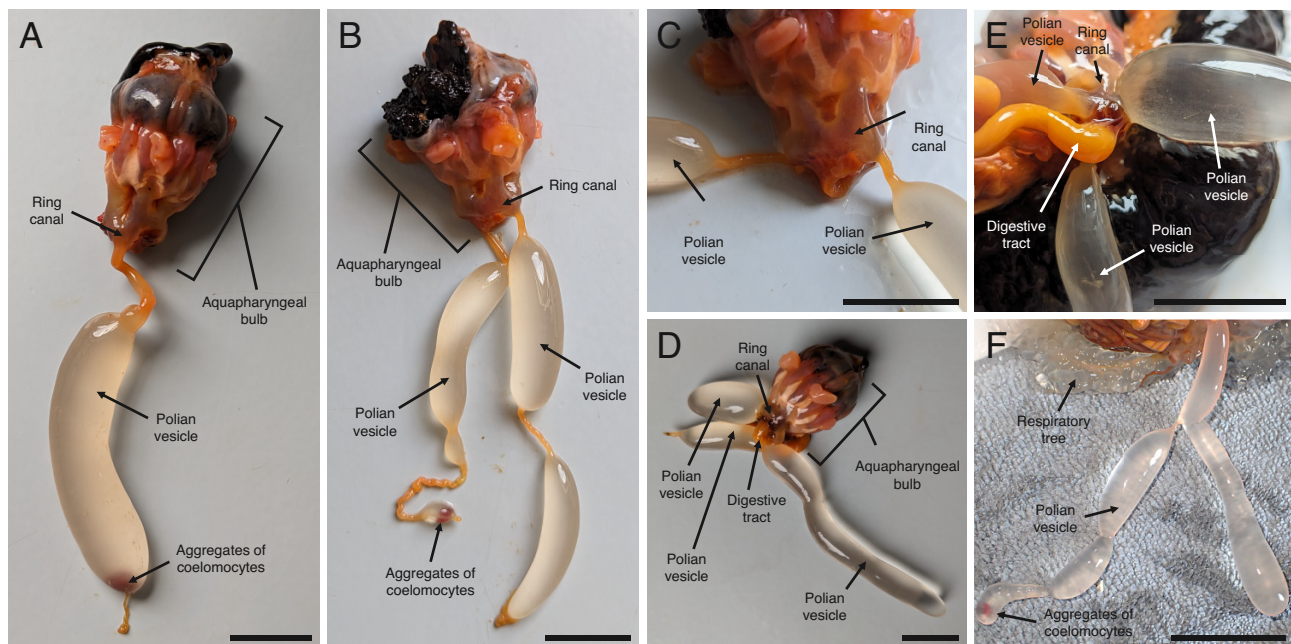 A
Ring
canal
Aquapharyngeal
bulb
Polian
vesicle
Aggregates of
coelomocytes
B
Ring canal
Aquapharyngeal
bulb
Polian
vesicle
Polian
vesicle
Aggregates of
coelomocytes
C
Ring
canal
Polian
vesicle
Polian
vesicle
D
Ring
canal
Aquapharyngeal
bulb
Polian
vesicle
Digestive
tract
Polian
vesicle
Polian
vesicle
E
Polian
vesicle
Ring
canal
Polian
vesicle
Digestive
tract
Polian
vesicle
F
Respiratory
tree
Polian
vesicle
Aggregates of
coelomocytes